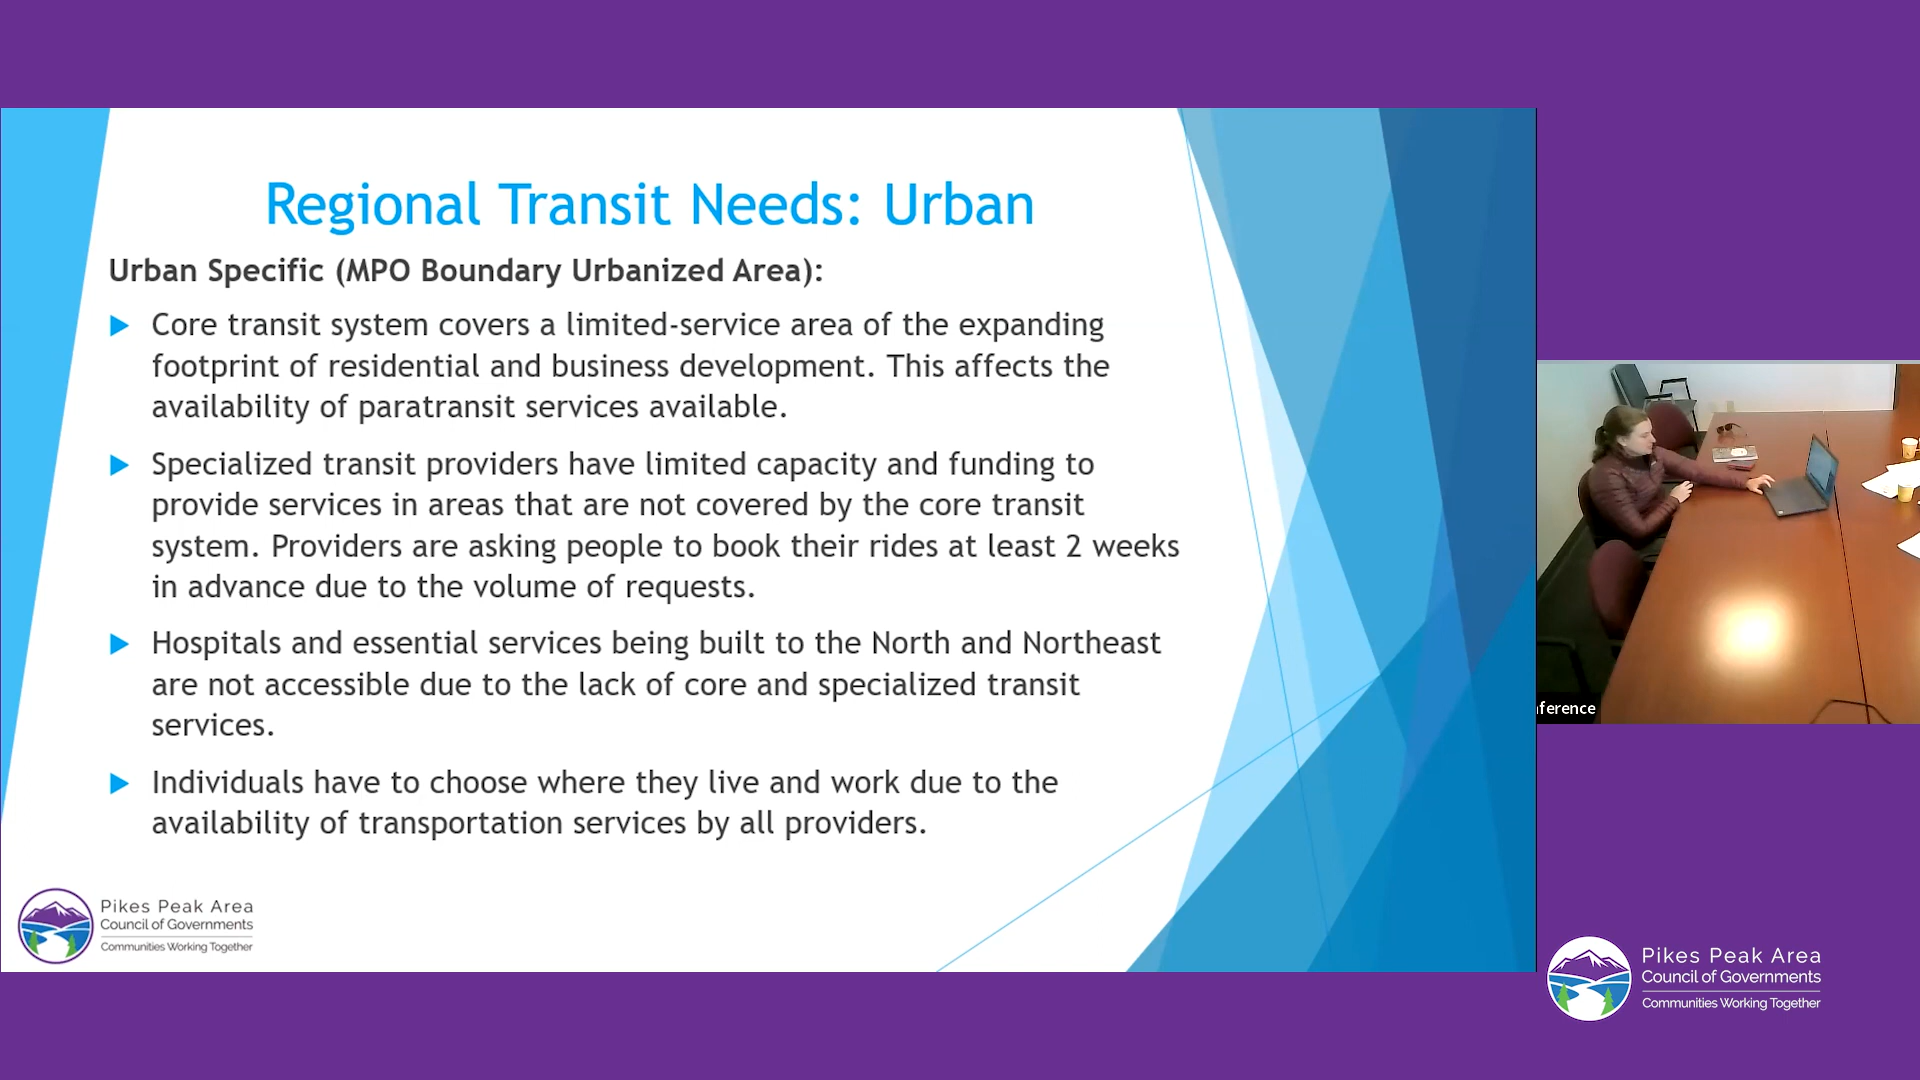 Regional Transit Needs: Urban
Urban Specific (MPO Boundary Urbanized Area):
Core transit system covers a limited-service area of the expanding
footprint of residential and business development. This affects the
availability of paratransit services available.
Specialized transit providers have limited capacity and funding to
provide services in areas that are not covered by the core transit
system. Providers are asking people to book their rides at least 2 weeks
in advance due to the volume of requests.
Hospitals and essential services being built to the North and Northeast
are not accessible due to the lack of core and specialized transit
services.
Individuals have to choose where they live and work due to the
availability of transportation services by all providers.
Pikes Peak Area
Council of Governments
Communities Working Together
ference
Pikes Peak Area
Council of Governments
Communities Working Together